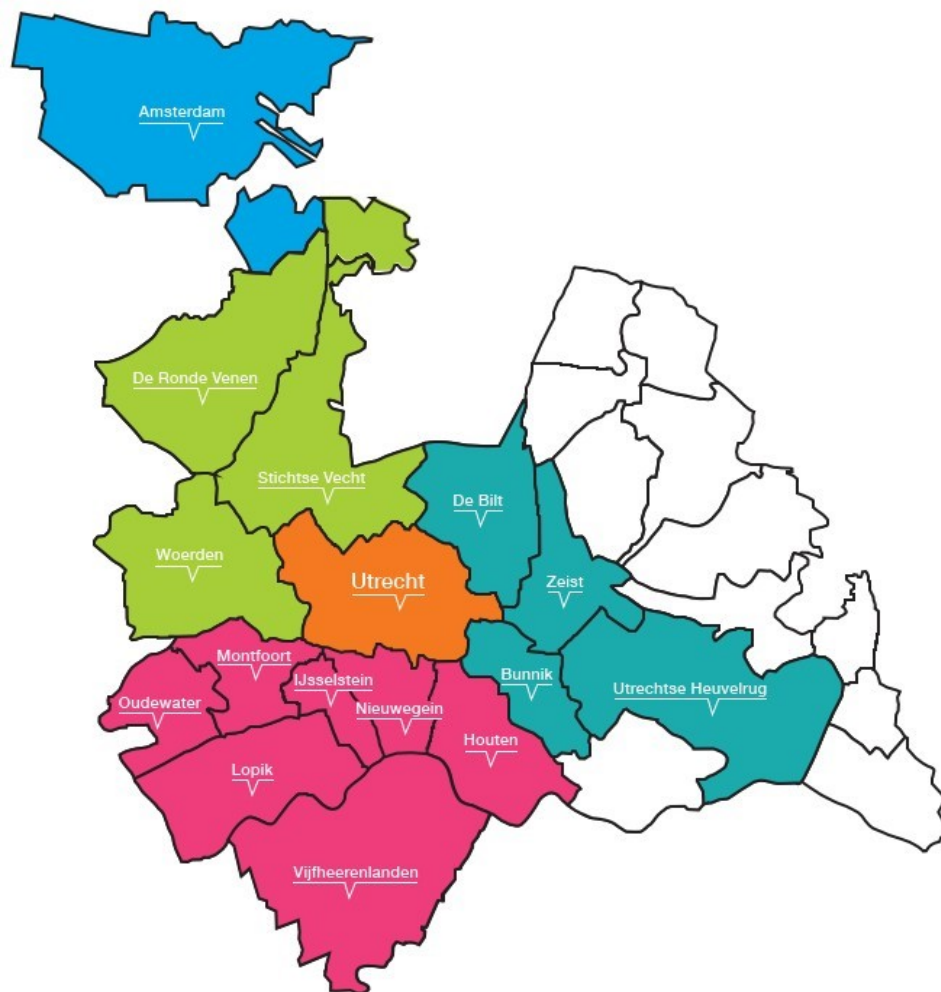 Amsterdam
De Ronde Venen
Stichtse Vecht
De Bilt
Woerden
Utrecht
Zeist
Montfoort
IJsselstein
Bunnik
Utrechtse Heuvelrug
Oudewater
Nieuwegein
Houten
Lopik
Vijfheerenlanden